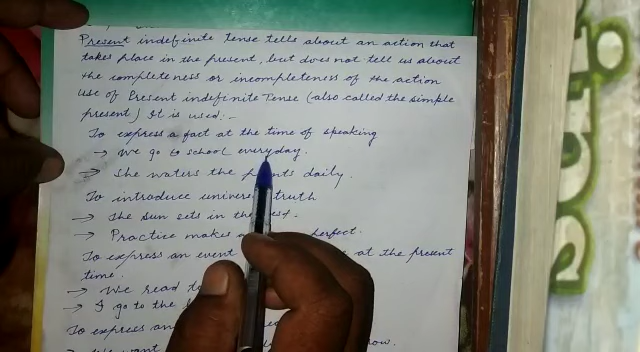 Present indefinite tense tells about an action that
takes place in the present, but does not tell us about
the completeness or incompleteness of the action
use of Present indefinite Tense (also called the simple
present) It is used:-
To express a fact at the time of speaking
→ We go to school everyday.
→ She waters the daily.
To introduce truth
→ The sun sets in the
→ Practice makes a perfect.
To express an event at the present
time.
→ We read
→ I go to the
To express an
→ want